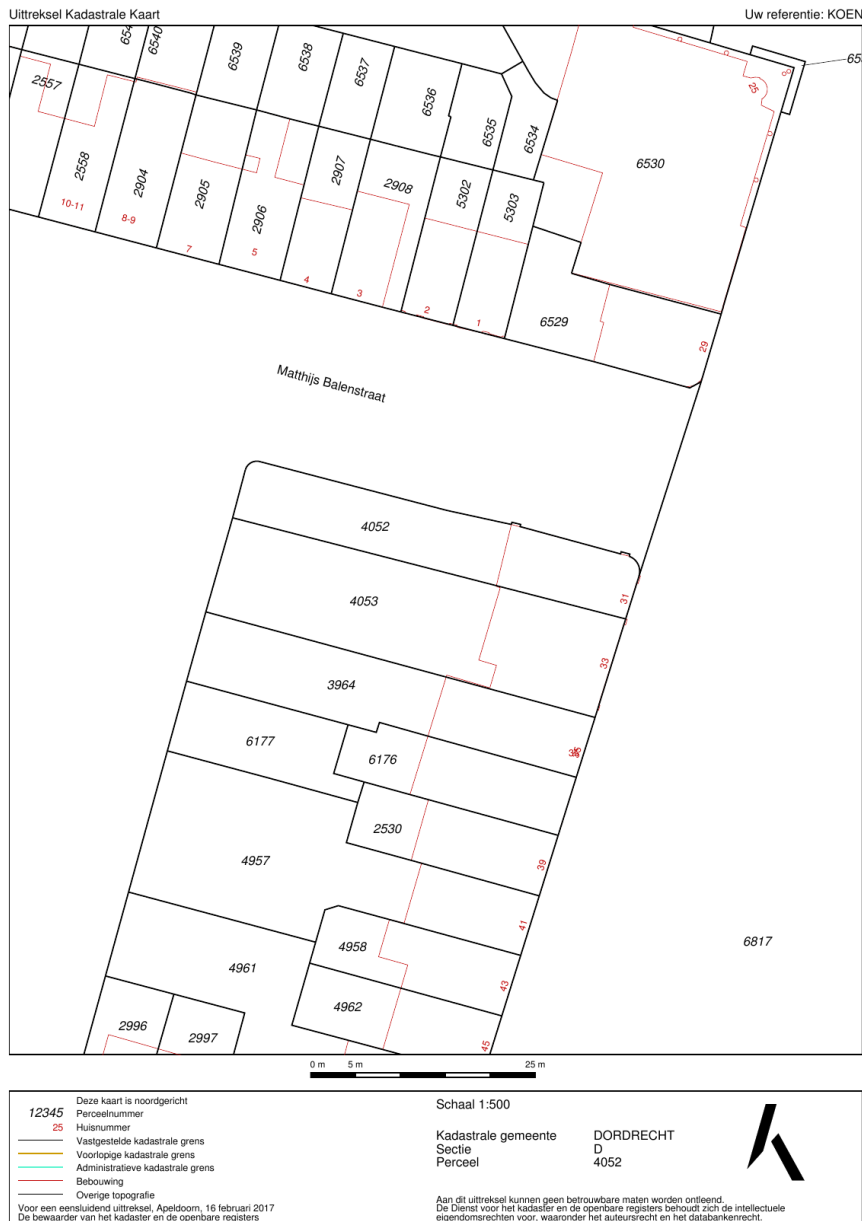 Uittreksel Kadastrale Kaart
Uw referentie: KOEN
6540
6539
6538
6537
6536
6535
6534
6530
25
2557
2558
2904
2905
2906
2907
2908
5302
5303
10-11
8-9
7
5
4
3
2
1
6529
29
Matthijs Balenstraat
4052
31
4053
33
3964
6177
6176
2530
39
4957
41
4958
6817
4961
43
4962
2996
2997
45
0 m 5 m 25 m
Deze kaart is noordgericht
12345 Perceelnummer
25 Huisnummer
Vastgestelde kadastrale grens
Voorlopige kadastrale grens
Administratieve kadastrale grens
Bebouwing
Overige topografie
Voor een eensluidend uittreksel, Apeldoorn, 16 februari 2017
De bewaarder van het kadaster en de openbare registers
Schaal 1:500
Kadastrale gemeente DORDRECHT
Sectie D
Perceel 4052
Aan dit uittreksel kunnen geen betrouwbare maten worden ontleend.
De Dienst voor het kadaster en de openbare registers behoudt zich de intellectuele
eigendomsrechten voor, waaronder het auteursrecht en het databankenrecht.